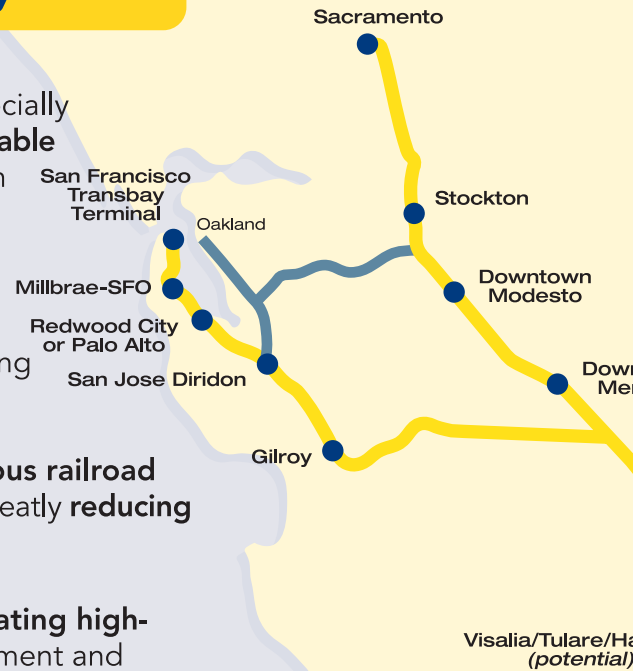 Sacramento
cially
able
San Francisco
Transbay
Terminal
Stockton
Oakland
Millbrae-SFO
Downtown
Modesto
Redwood City
or Palo Alto
ng
San Jose Diridon
Dow
Mer
Gilroy
ous railroad
eatly reducing
ating high-
ment and
Visalia/Tulare/Ha
(potential)